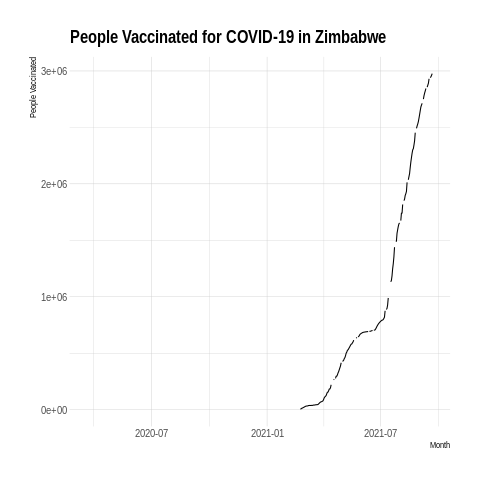 People Vaccinated for COVID-19 in Zimbabwe
People Vaccinated
3e+06
2e+06
1e+06
0e+00
2020-07
2021-01
2021-07
Month